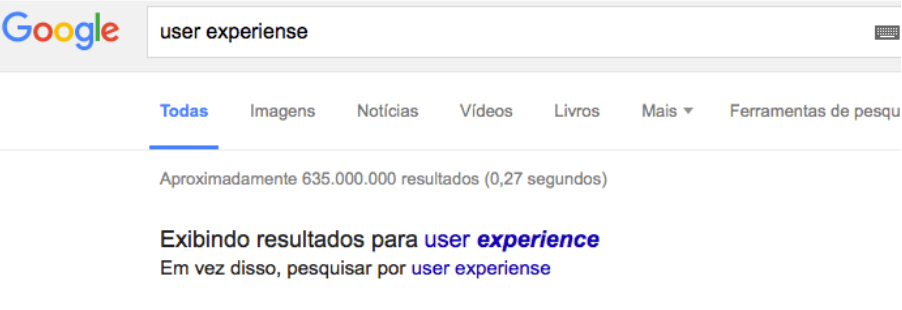 Google user experiense
Todas Imagens Notícias Vídeos Livros Mais Ferramentas de pesqu
Aproximadamente 635.000.000 resultados (0,27 segundos)
Exibindo resultados para user experience
Em vez disso, pesquisar por user experiense